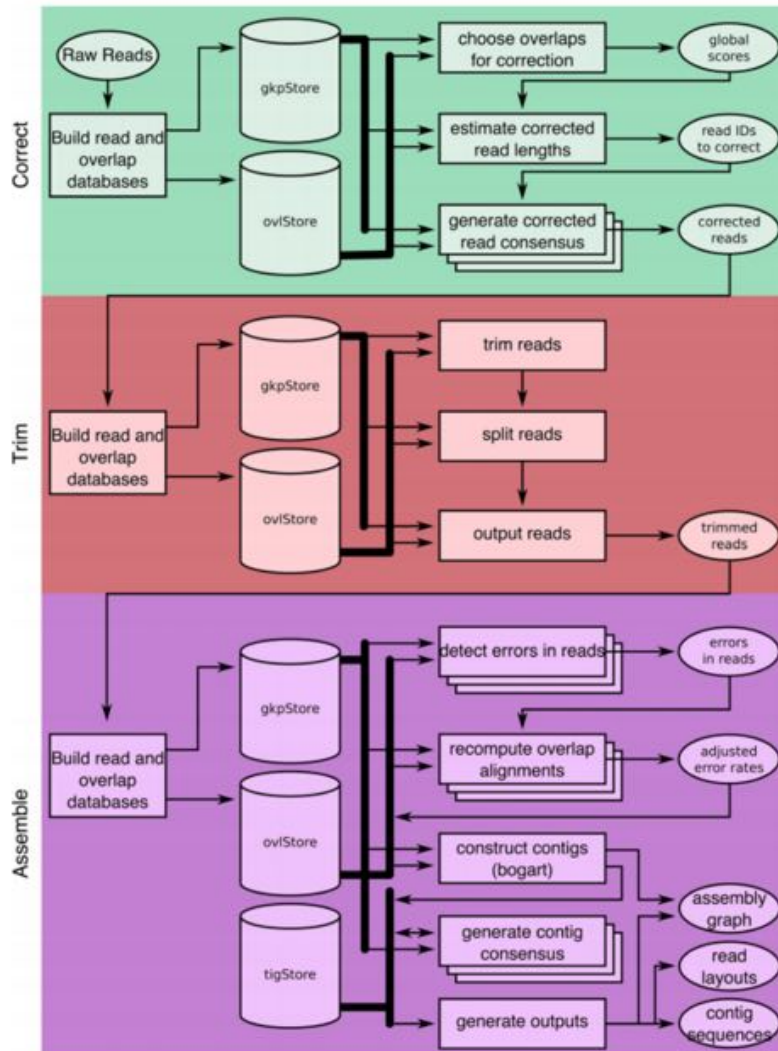 Correct
Raw Reads
Build read and
overlap
databases
gkpStore
ovlStore
choose overlaps
for correction
global
scores
estimate corrected
read lengths
read IDs
to correct
generate corrected
read consensus
corrected
reads
Trim
Build read and
overlap
databases
gkpStore
ovlStore
trim reads
split reads
output reads
trimmed
reads
Assemble
Build read and
overlap
databases
gkpStore
ovlStore
tigStore
detect errors in reads
errors
in reads
recompute overlap
alignments
adjusted
error rates
construct contigs
(bogart)
assembly
graph
generate contig
consensus
read
layouts
generate outputs
contig
sequences